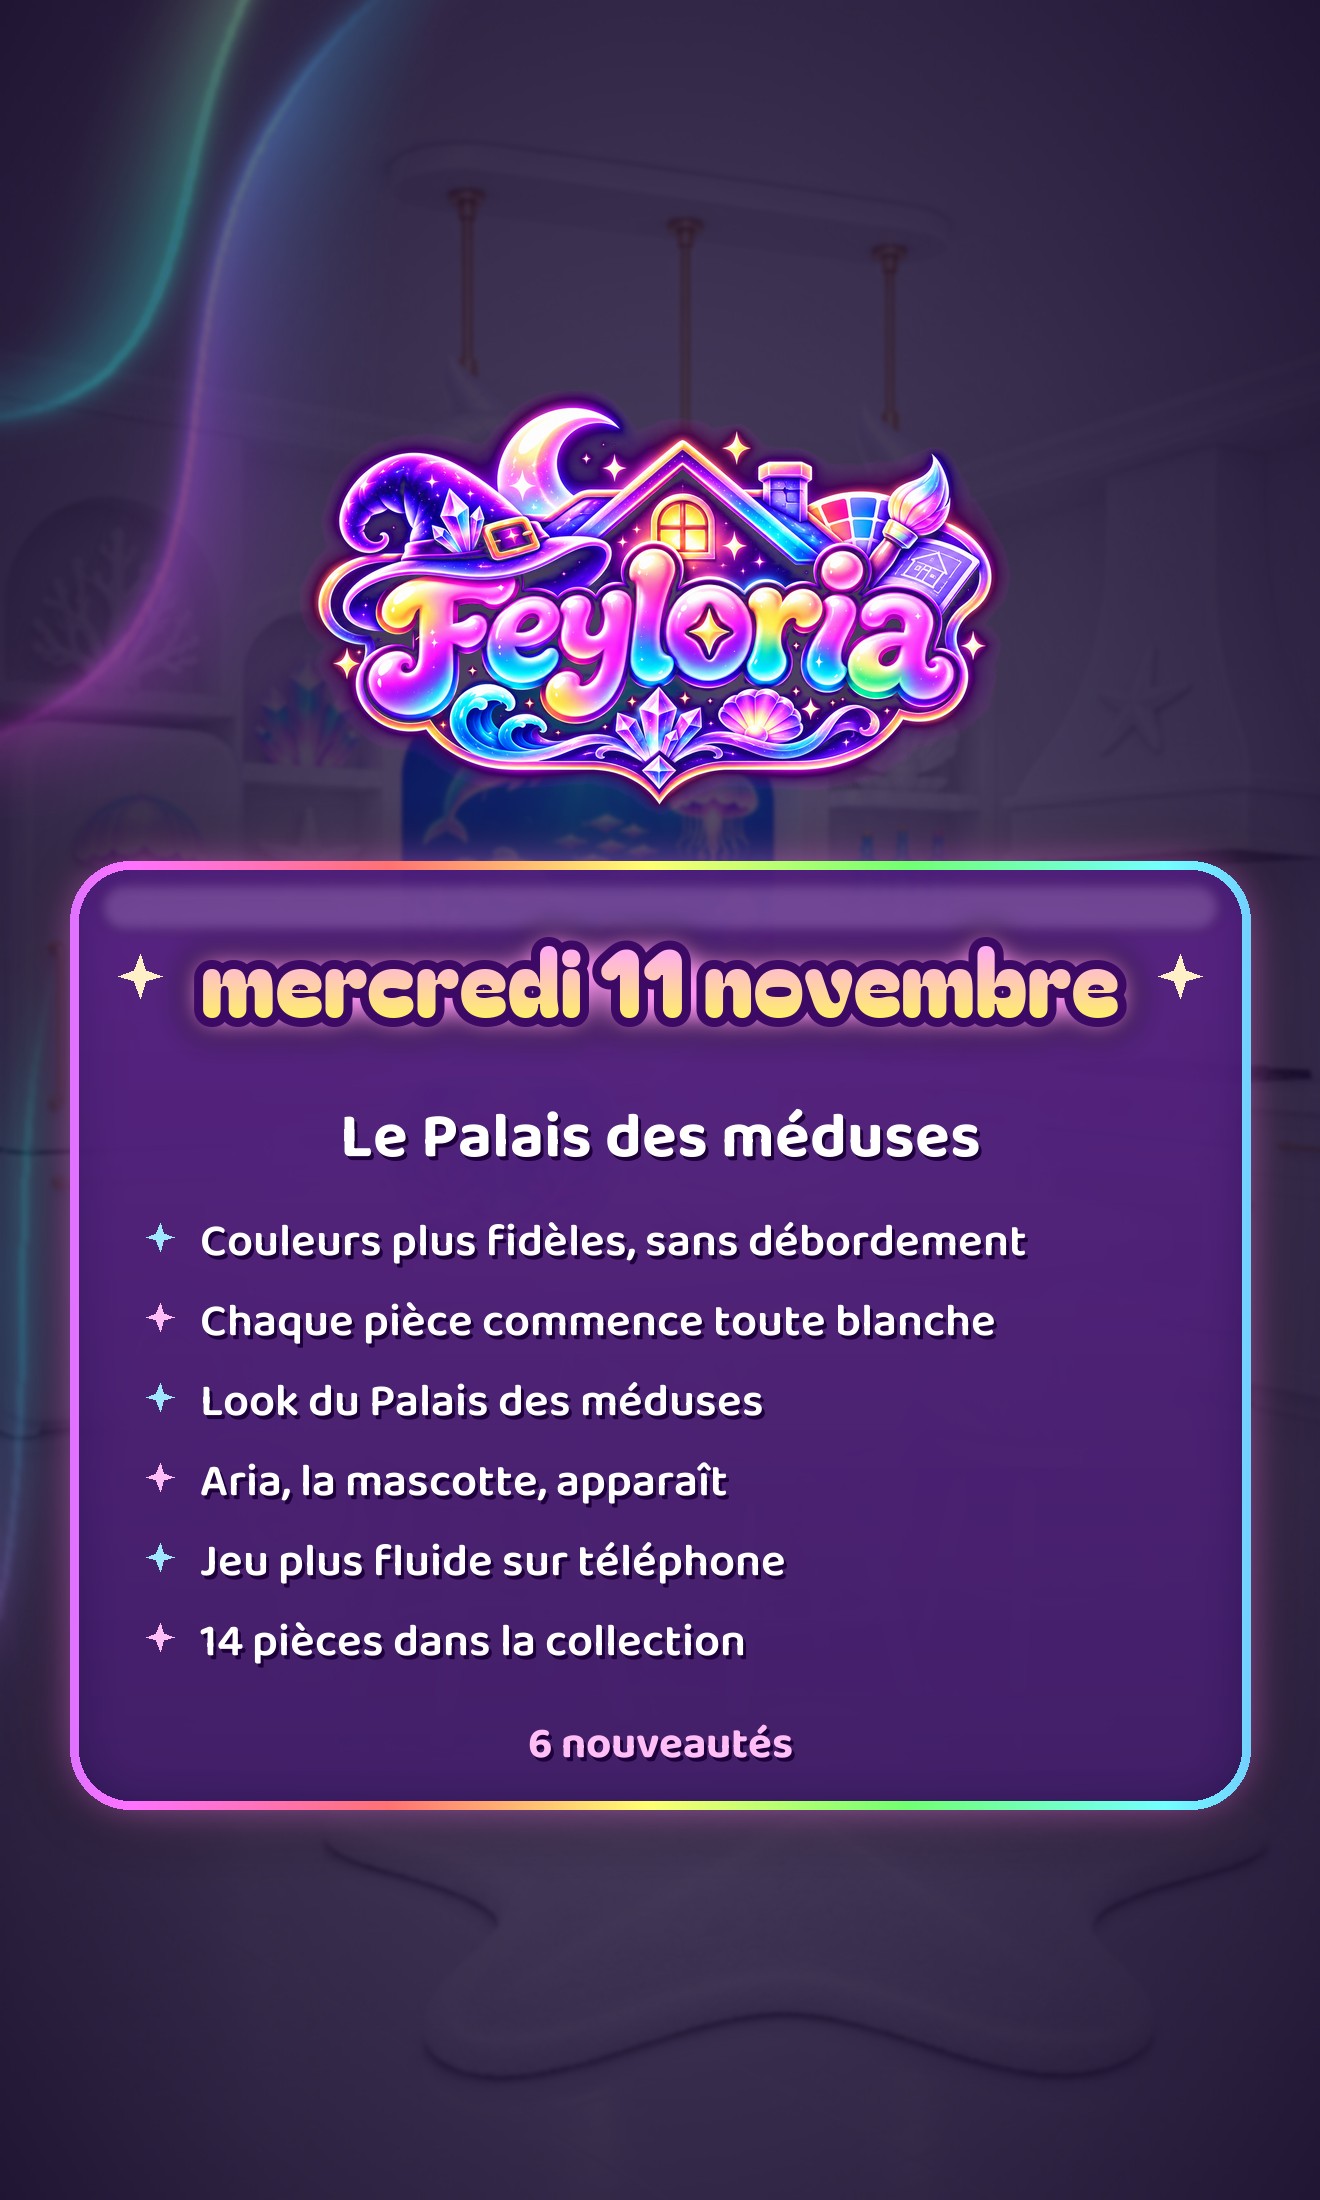 Feyloria
mercredi 11 novembre
Le Palais des méduses
Couleurs plus fidèles, sans débordement
Chaque pièce commence toute blanche
Look du Palais des méduses
Aria, la mascotte, apparaît
Jeu plus fluide sur téléphone
14 pièces dans la collection
6 nouveautés